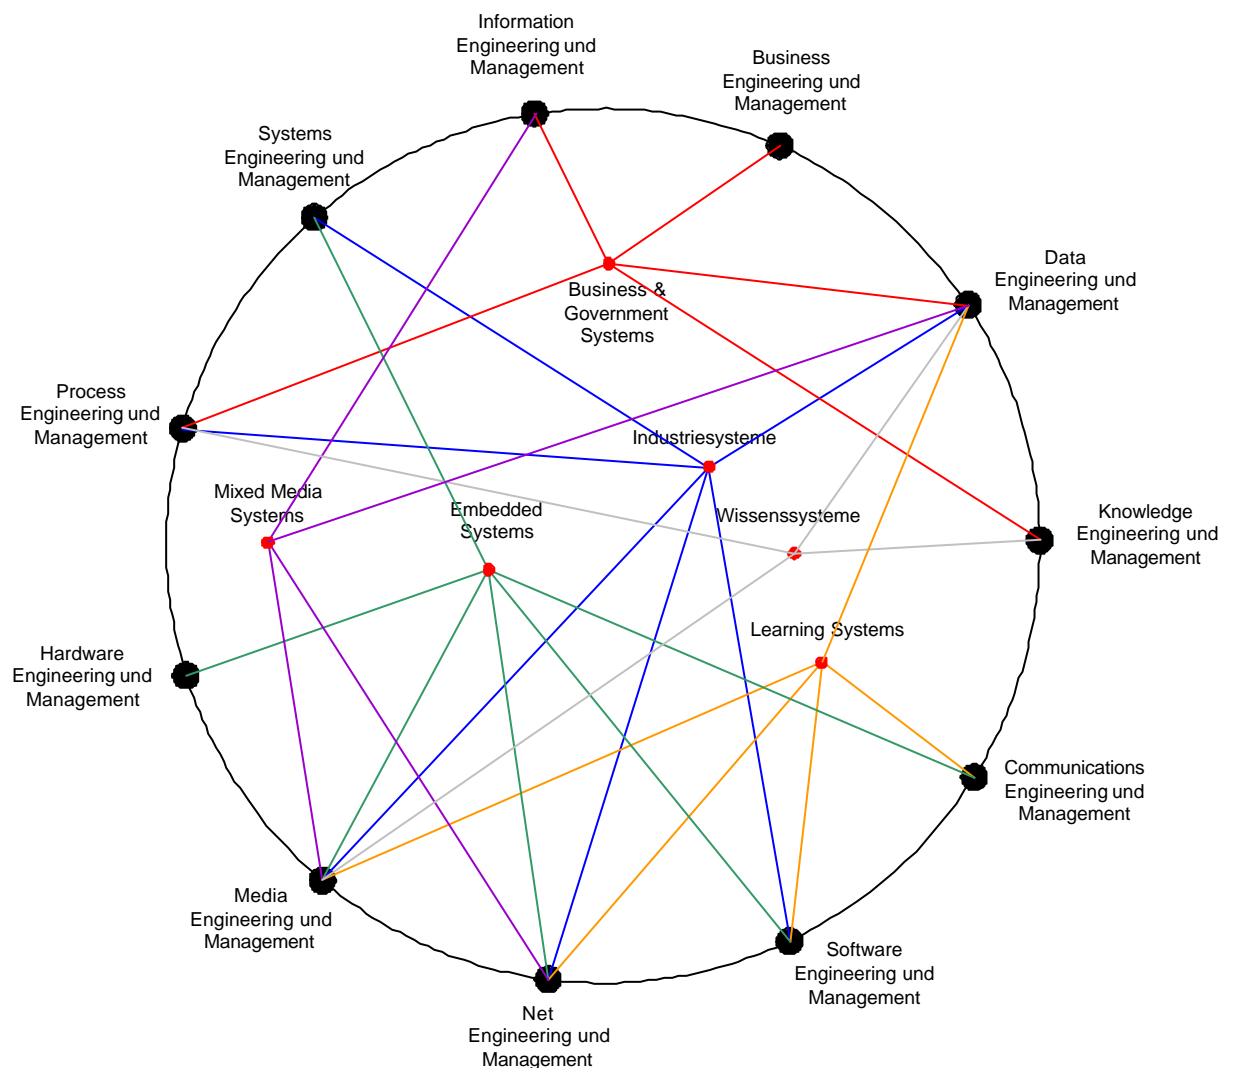 Information
Engineering und
Management
Business
Engineering und
Management
Systems
Engineering und
Management
Data
Engineering und
Management
Business &
Government
Systems
Process
Engineering und
Management
Industriesysteme
Mixed Media
Systems
Embedded
Systems
Wissenssysteme
Knowledge
Engineering und
Management
Learning Systems
Hardware
Engineering und
Management
Communications
Engineering und
Management
Media
Engineering und
Management
Software
Engineering und
Management
Net
Engineering und
Management